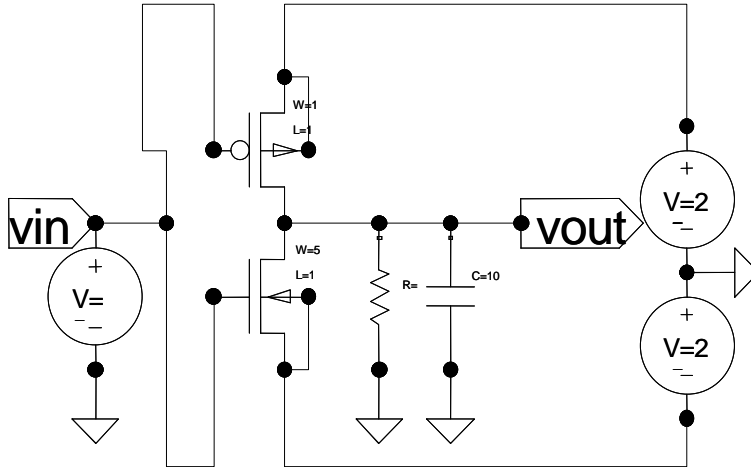 W=1
L=1
vin
+
V=
−
−
W=5
L=1
R=
C=10
vout
+
V=2
−
−
+
V=2
−
−